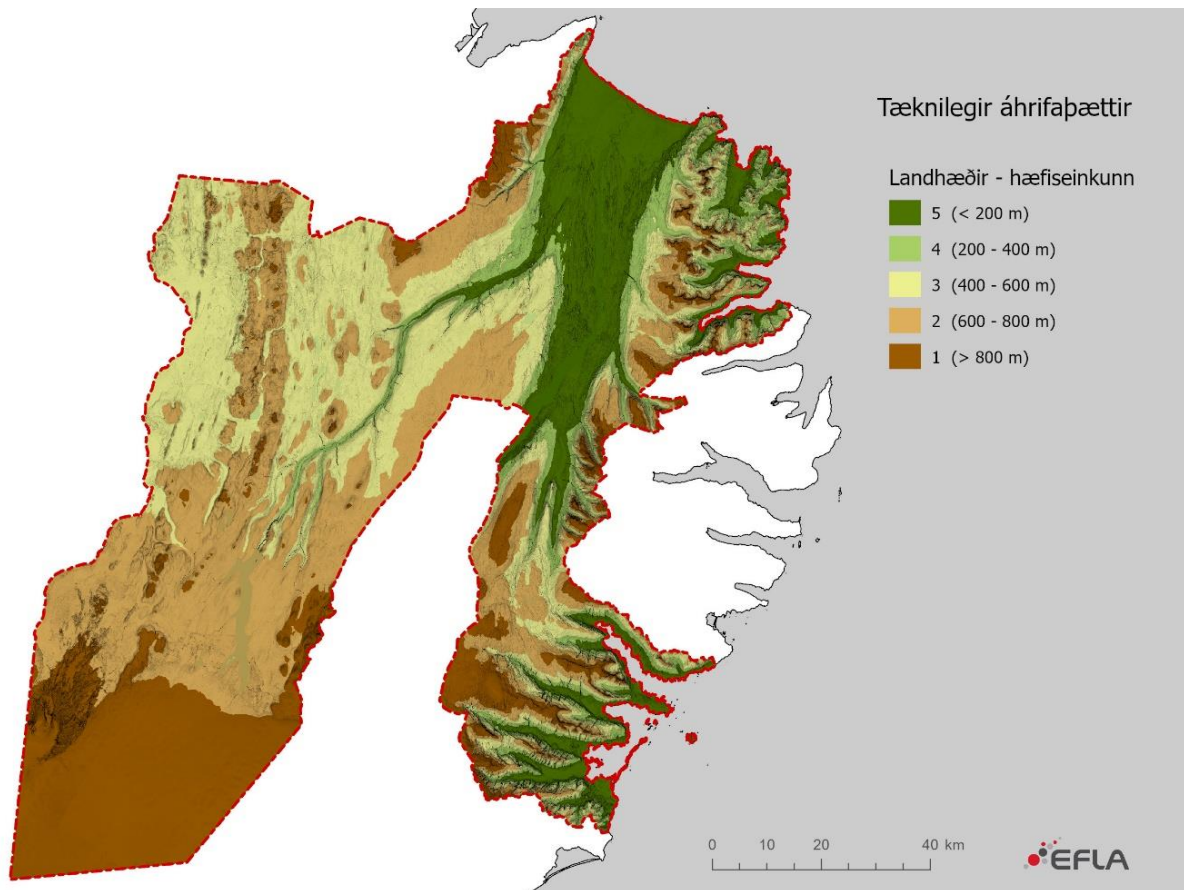 Tæknilegir áhrifaþættir
Landhæðir - hæfiseinkunn
5 (< 200 m)
4 (200 - 400 m)
3 (400 - 600 m)
2 (600 - 800 m)
1 (> 800 m)
0 10 20 40 km
EFLA